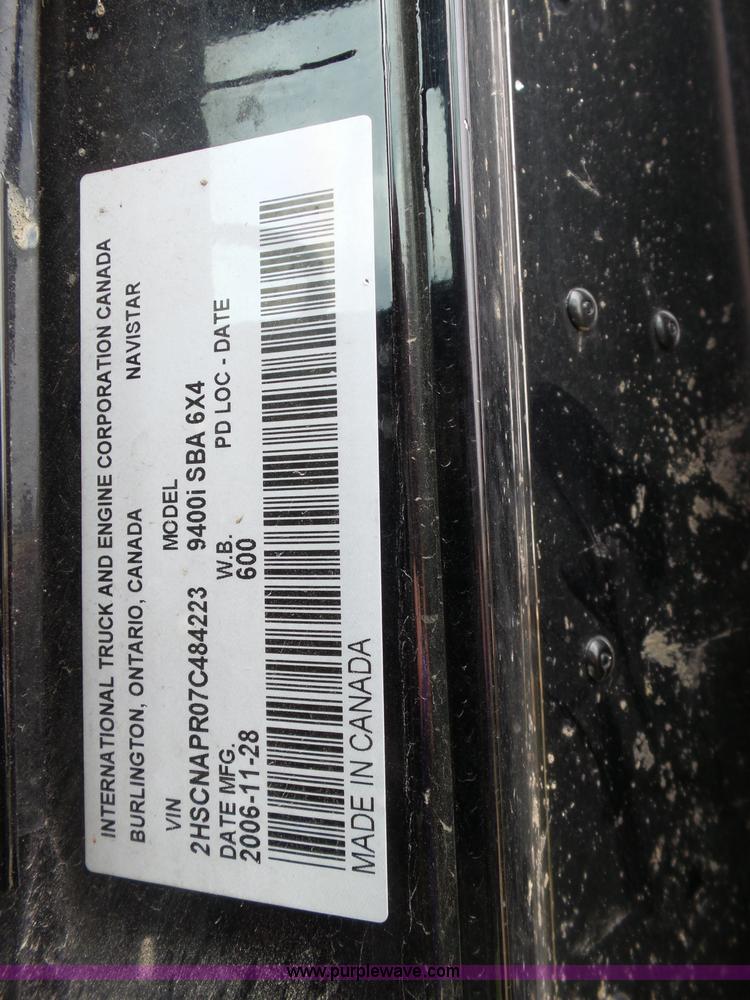 INTERNATIONAL TRUCK AND ENGINE CORPORATION CANADA
BURLINGTON, ONTARIO, CANADA NAVISTAR
VIN MODEL
2HSCNAPR07C484223 9400i SBA 6X4
DATE MFG. W.B. PD LOC - DATE
2006-11-28 600
MADE IN CANADA
www.purplewave.com